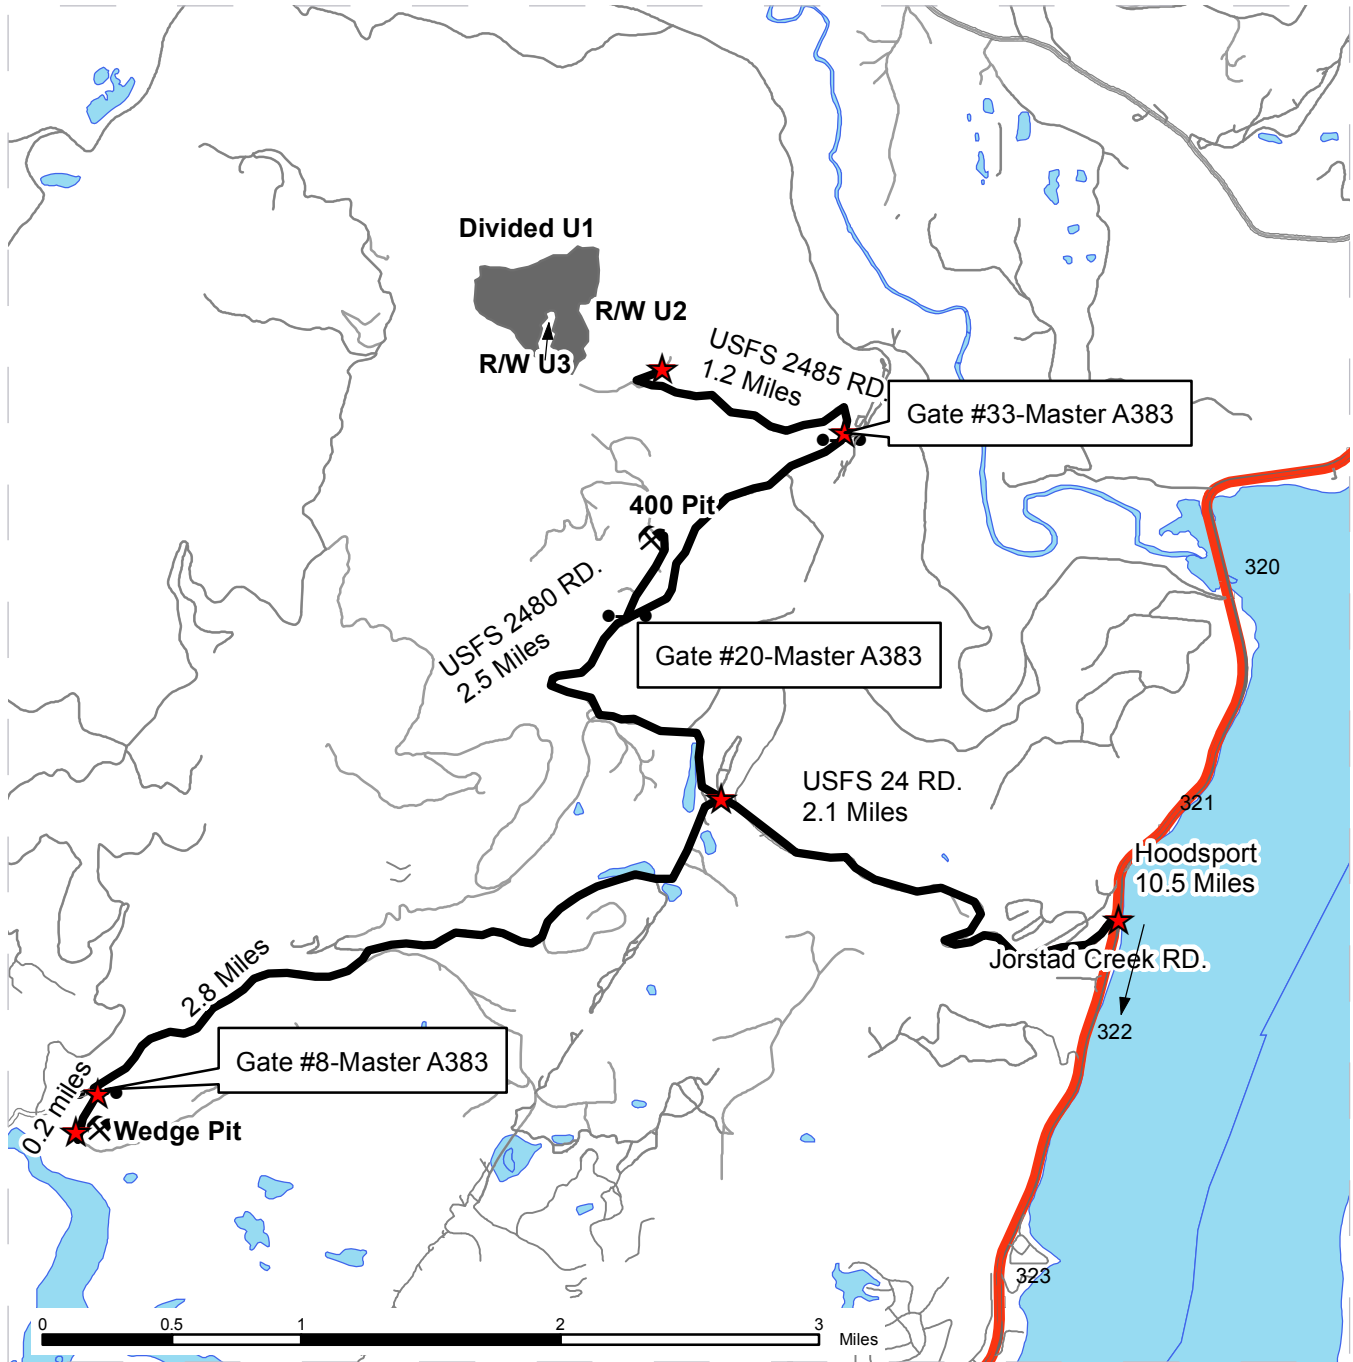 Divided U1
R/W U2
R/W U3
USFS 2485 RD.
1.2 Miles
Gate #33-Master A383
400 Pit
USFS 2480 RD.
2.5 Miles
320
Gate #20-Master A383
USFS 24 RD.
2.1 Miles
321
Hoodsport
10.5 Miles
Jorstad Creek RD.
2.8 Miles
322
Gate #8-Master A383
0.2 miles
Wedge Pit
323
0 0.5 1 2 3
Miles